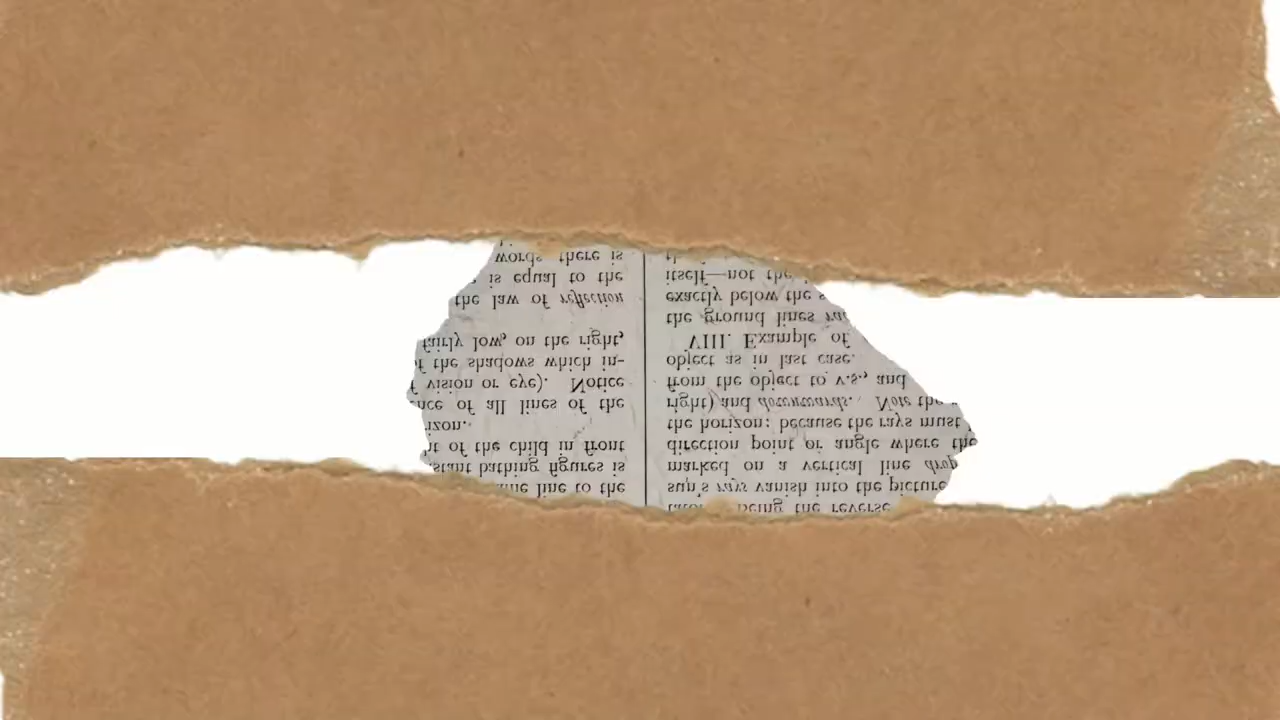 line to the
stant bathing figures is
of the child in front
izon.
nce of all lines of the
f vision or eye). Notice
of the shadows which in-
fairly low, on the right,
the law of reflection
is equal to the
words there is
being the reverse
sun's rays vanish into the picture
marked on a vertical line drop
direction point or angle where the
the horizon; because the rays must
right) and downwards. Note the
from the object to v.s., and
object as in last case.
VIII. Example of
the ground lines
exactly below the s
itself—not the